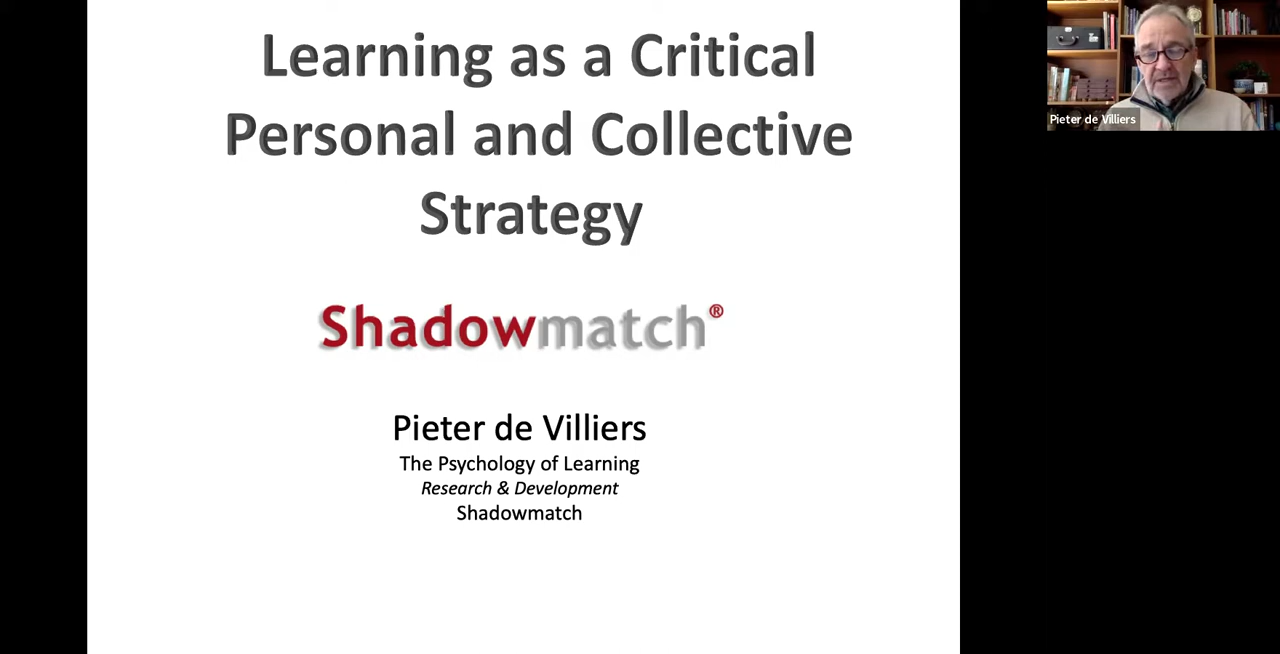 Learning as a Critical
Personal and Collective
Strategy
Shadowmatch®
Pieter de Villiers
The Psychology of Learning
Research & Development
Shadowmatch
Pieter de Villiers